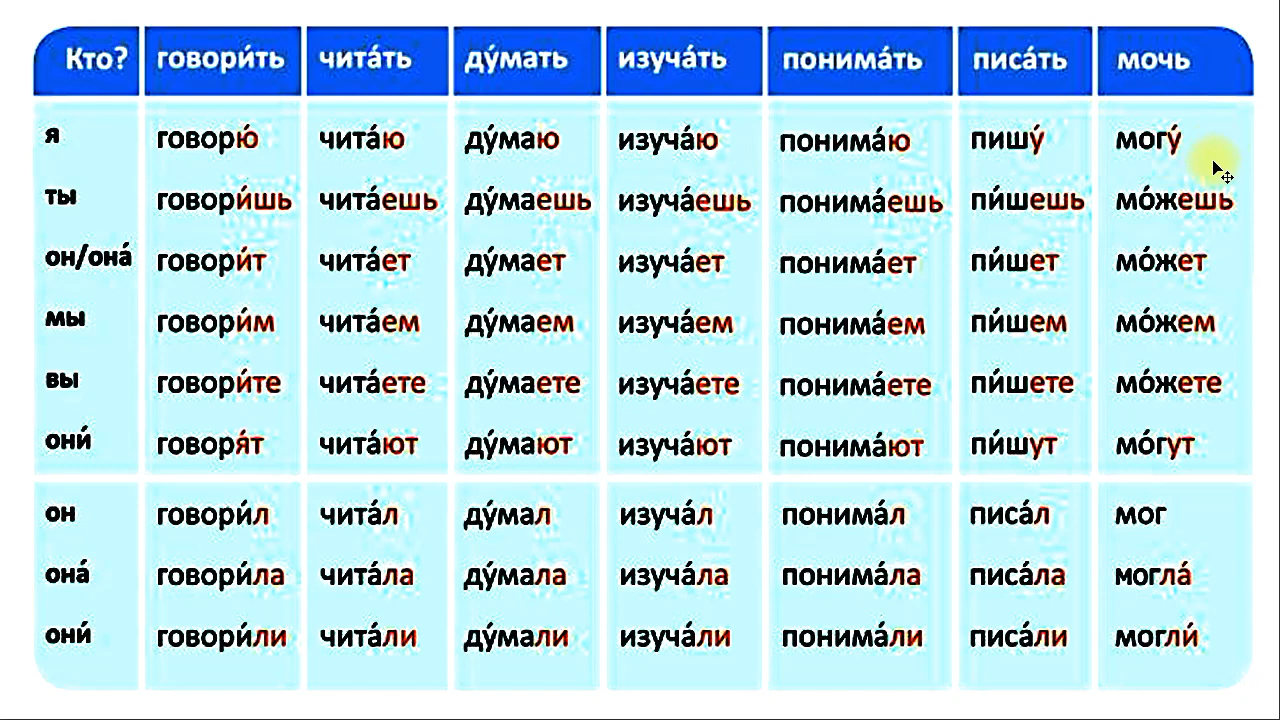 Кто? говори́ть чита́ть ду́мать изуча́ть понима́ть писа́ть мочь
я говорю́ чита́ю ду́маю изуча́ю понима́ю пишу́ могу́
ты говори́шь чита́ешь ду́маешь изуча́ешь понима́ешь пи́шешь мо́жешь
он/она́ говори́т чита́ет ду́мает изуча́ет понима́ет пи́шет мо́жет
мы говори́м чита́ем ду́маем изуча́ем понима́ем пи́шем мо́жем
вы говори́те чита́ете ду́маете изуча́ете понима́ете пи́шете мо́жете
они́ говоря́т чита́ют ду́мают изуча́ют понима́ют пи́шут мо́гут
он говори́л чита́л ду́мал изуча́л понима́л писа́л мог
она́ говори́ла чита́ла ду́мала изуча́ла понима́ла писа́ла могла́
они́ говори́ли чита́ли ду́мали изуча́ли понима́ли писа́ли могли́